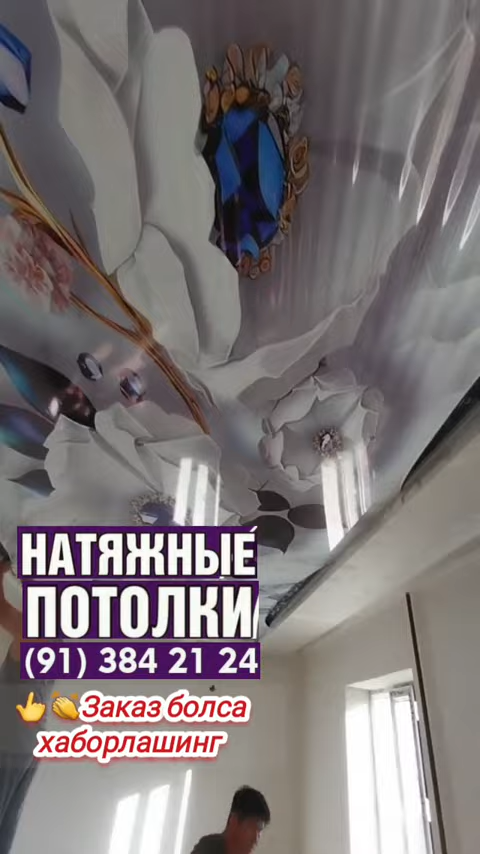 НАТЯЖНЫЕ
ПОТОЛКИ
(91) 384 21 24
👆👏Заказ болса
хаборлашинг